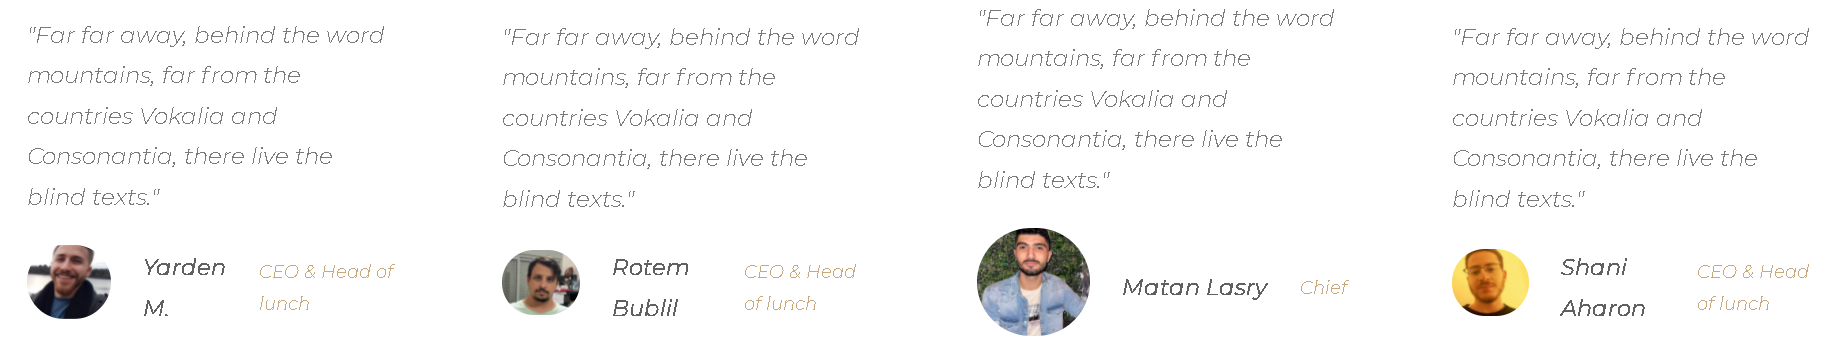 "Far far away, behind the word
mountains, far from the
countries Vokalia and
Consonantia, there live the
blind texts."
Yarden
M.
CEO & Head of
lunch
"Far far away, behind the word
mountains, far from the
countries Vokalia and
Consonantia, there live the
blind texts."
Rotem
Bublil
CEO & Head
of lunch
"Far far away, behind the word
mountains, far from the
countries Vokalia and
Consonantia, there live the
blind texts."
Matan Lasry
Chief
"Far far away, behind the word
mountains, far from the
countries Vokalia and
Consonantia, there live the
blind texts."
Shani
Aharon
CEO & Head
of lunch